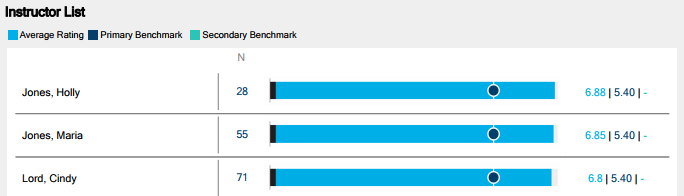 Instructor List
Average Rating Primary Benchmark Secondary Benchmark
N
Jones, Holly 28 6.88 | 5.40 | -
Jones, Maria 55 6.85 | 5.40 | -
Lord, Cindy 71 6.8 | 5.40 | -